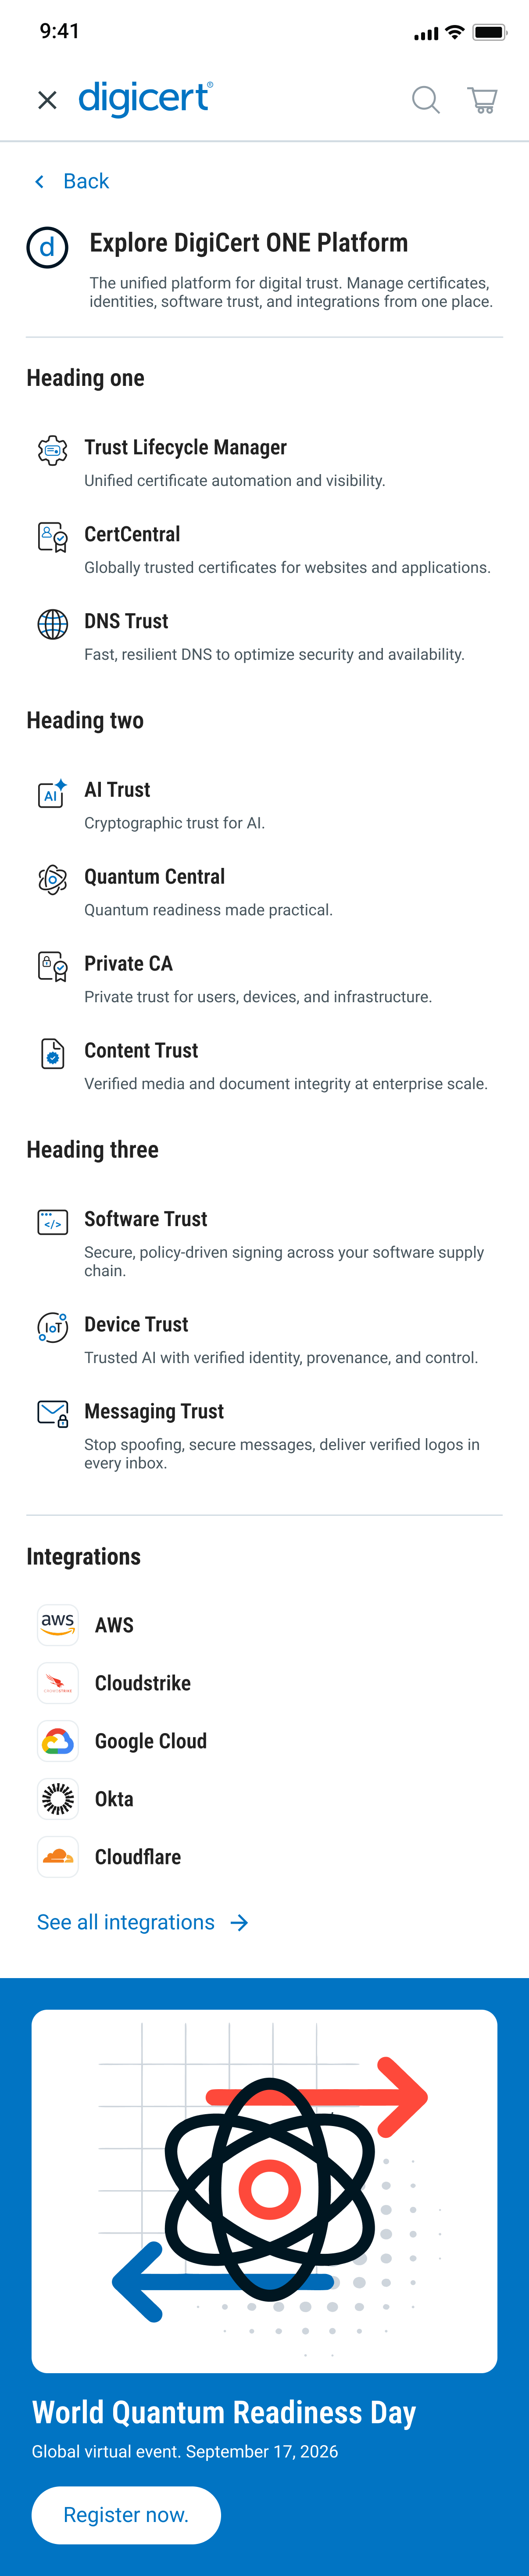 9:41
digicert®
Back
d
Explore DigiCert ONE Platform
The unified platform for digital trust. Manage certificates,
identities, software trust, and integrations from one place.
Heading one
Trust Lifecycle Manager
Unified certificate automation and visibility.
CertCentral
Globally trusted certificates for websites and applications.
DNS Trust
Fast, resilient DNS to optimize security and availability.
Heading two
AI
AI Trust
Cryptographic trust for AI.
Quantum Central
Quantum readiness made practical.
Private CA
Private trust for users, devices, and infrastructure.
Content Trust
Verified media and document integrity at enterprise scale.
Heading three
</>
Software Trust
Secure, policy-driven signing across your software supply
chain.
IoT
Device Trust
Trusted AI with verified identity, provenance, and control.
Messaging Trust
Stop spoofing, secure messages, deliver verified logos in
every inbox.
Integrations
aws
AWS
Cloudstrike
Google Cloud
Okta
Cloudflare
See all integrations
World Quantum Readiness Day
Global virtual event. September 17, 2026
Register now.